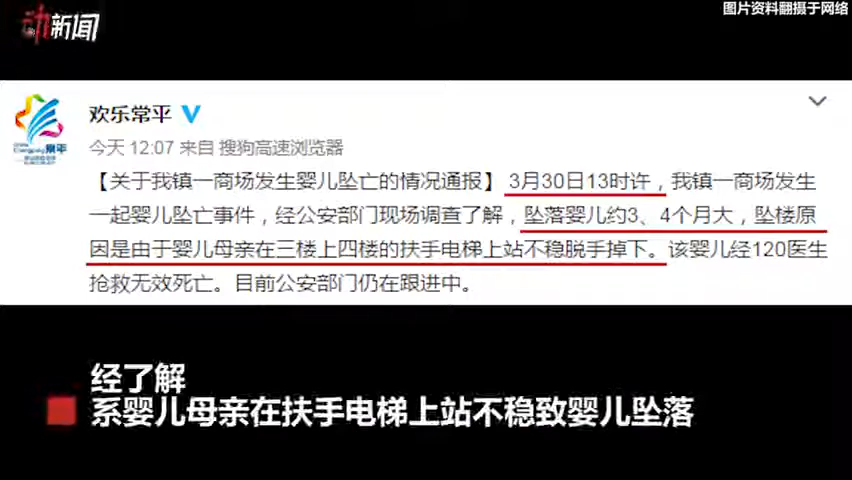 图片资料翻摄于网络
动新闻
欢乐常平
今天 12:07 来自 搜狗高速浏览器
【关于我镇一商场发生婴儿坠亡的情况通报】 3月30日13时许，我镇一商场发生
一起婴儿坠亡事件，经公安部门现场调查了解，坠落婴儿约3、4个月大，坠楼原
因是由于婴儿母亲在三楼上四楼的扶手电梯上站不稳脱手掉下。该婴儿经120医生
抢救无效死亡。目前公安部门仍在跟进中。
经了解
系婴儿母亲在扶手电梯上站不稳致婴儿坠落